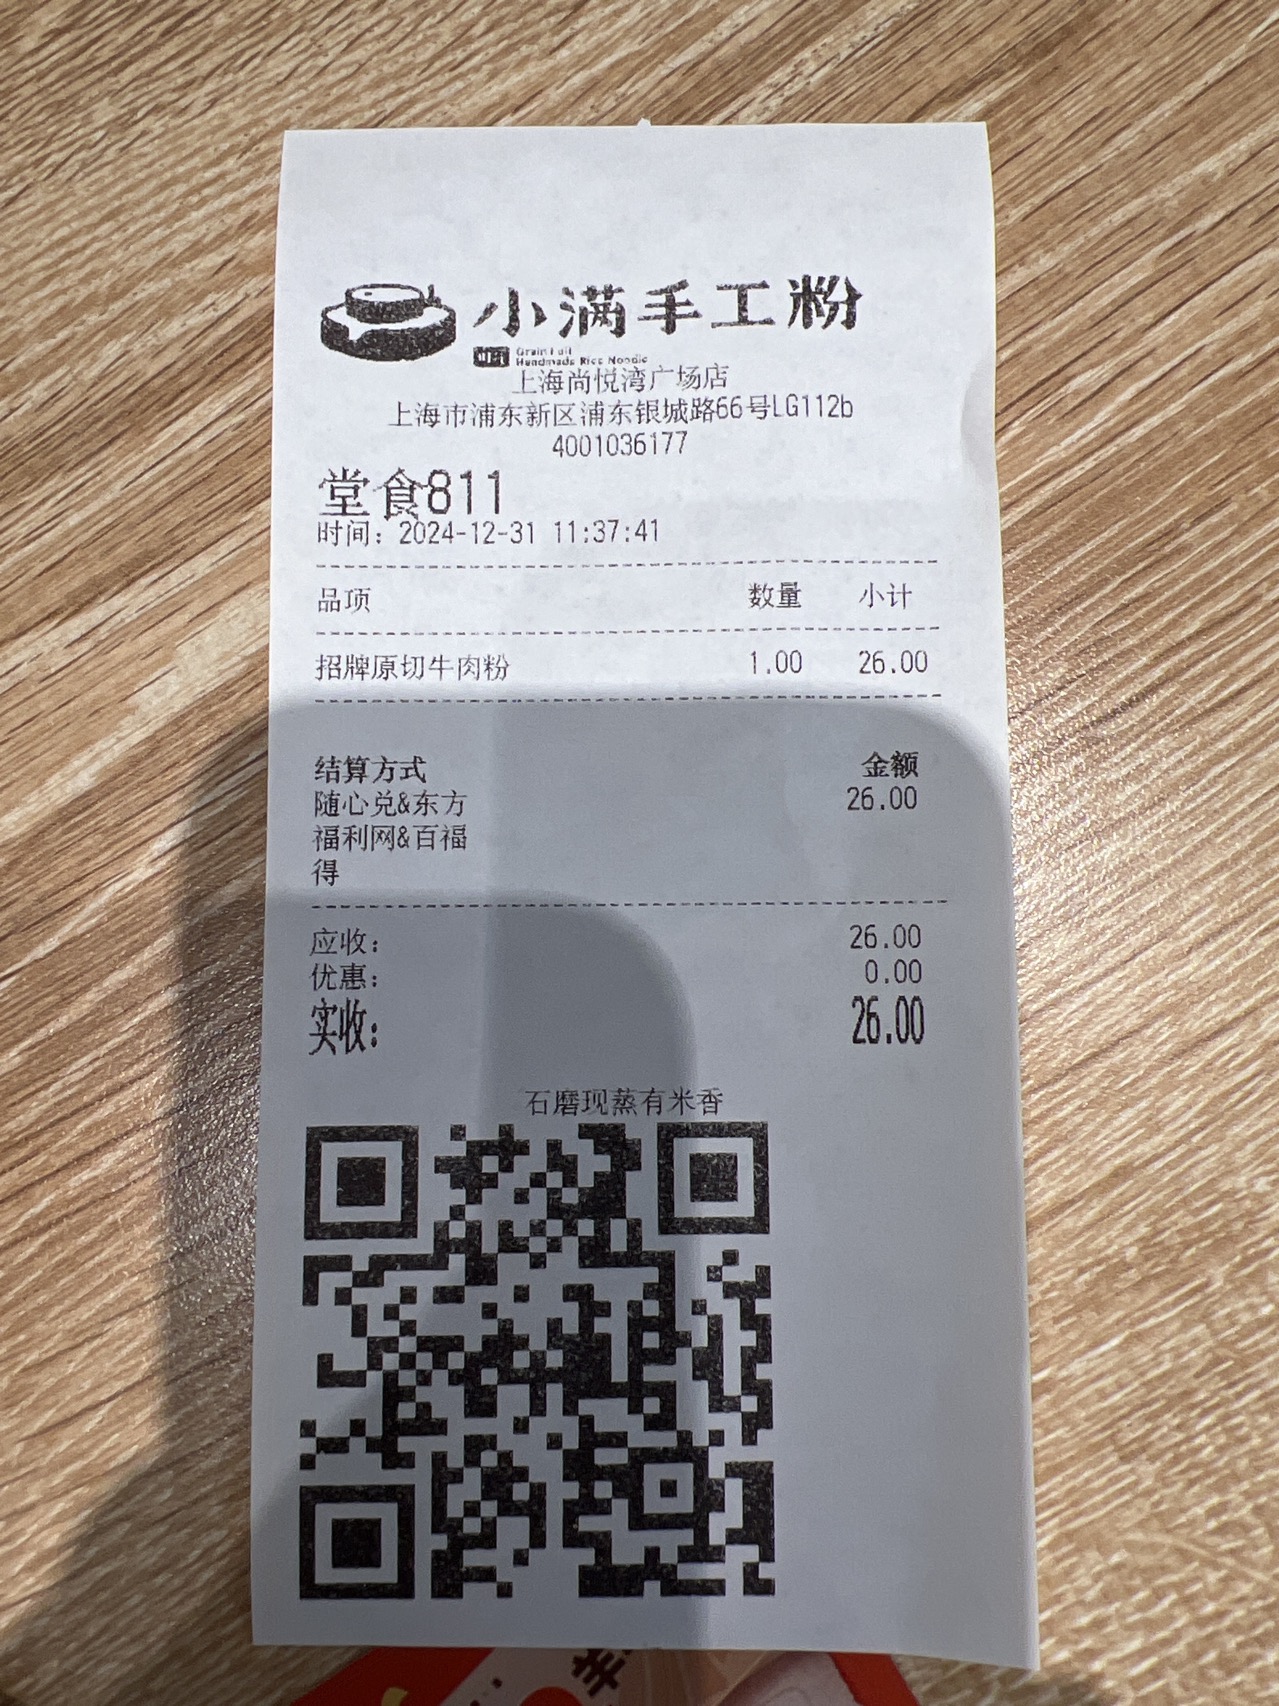 小满手工粉
Grain Full
Handmade Rice Noodle
上海尚悦湾广场店
上海市浦东新区浦东银城路66号LG112b
4001036177
堂食811
时间：2024-12-31 11:37:41
品项 数量 小计
招牌原切牛肉粉 1.00 26.00
结算方式 金额
随心兑&东方 26.00
福利网&百福
得
应收： 26.00
优惠： 0.00
实收： 26.00
石磨现蒸有米香